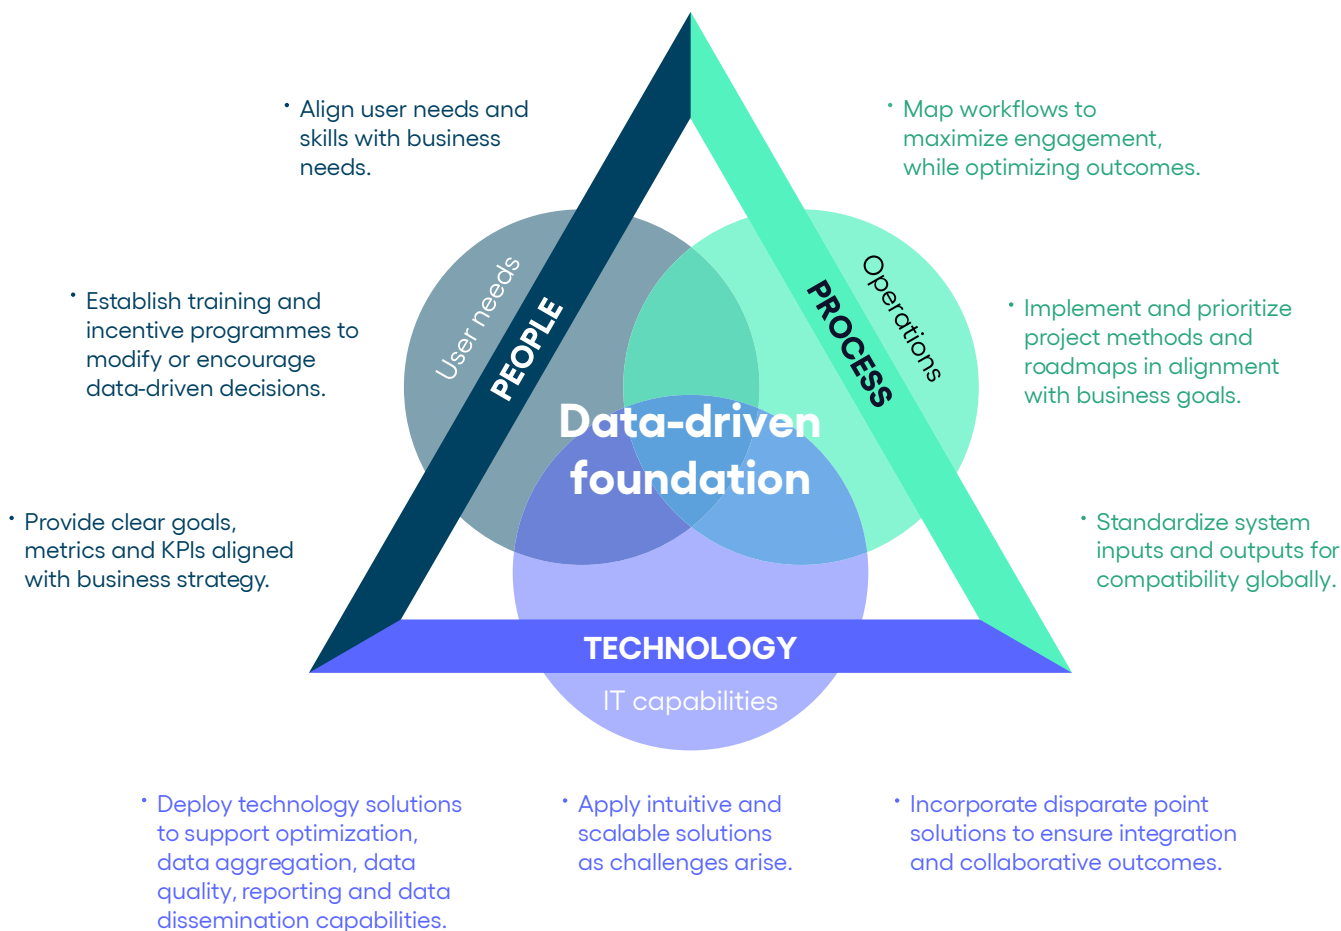 • Align user needs and
skills with business
needs.
• Map workflows to
maximize engagement,
while optimizing outcomes.
• Establish training and
incentive programmes to
modify or encourage
data-driven decisions.
User needs
PEOPLE
PROCESS
Operations
• Implement and prioritize
project methods and
roadmaps in alignment
with business goals.
Data-driven
foundation
• Provide clear goals,
metrics and KPIs aligned
with business strategy.
• Standardize system
inputs and outputs for
compatibility globally.
TECHNOLOGY
IT capabilities
• Deploy technology solutions
to support optimization,
data aggregation, data
quality, reporting and data
dissemination capabilities.
• Apply intuitive and
scalable solutions
as challenges arise.
• Incorporate disparate point
solutions to ensure integration
and collaborative outcomes.